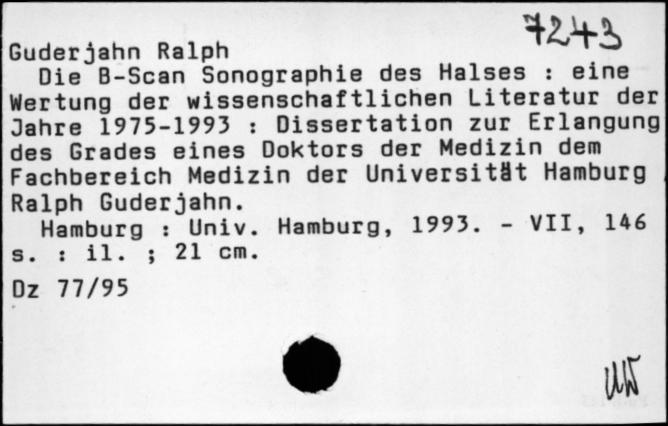 7243
Guderjahn Ralph
Die B-Scan Sonographie des Halses : eine
Wertung der wissenschaftlichen Literatur der
Jahre 1975-1993 : Dissertation zur Erlangung
des Grades eines Doktors der Medizin dem
Fachbereich Medizin der Universität Hamburg
Ralph Guderjahn.
Hamburg : Univ. Hamburg, 1993. - VII, 146
s. : il. ; 21 cm.
Dz 77/95
UW